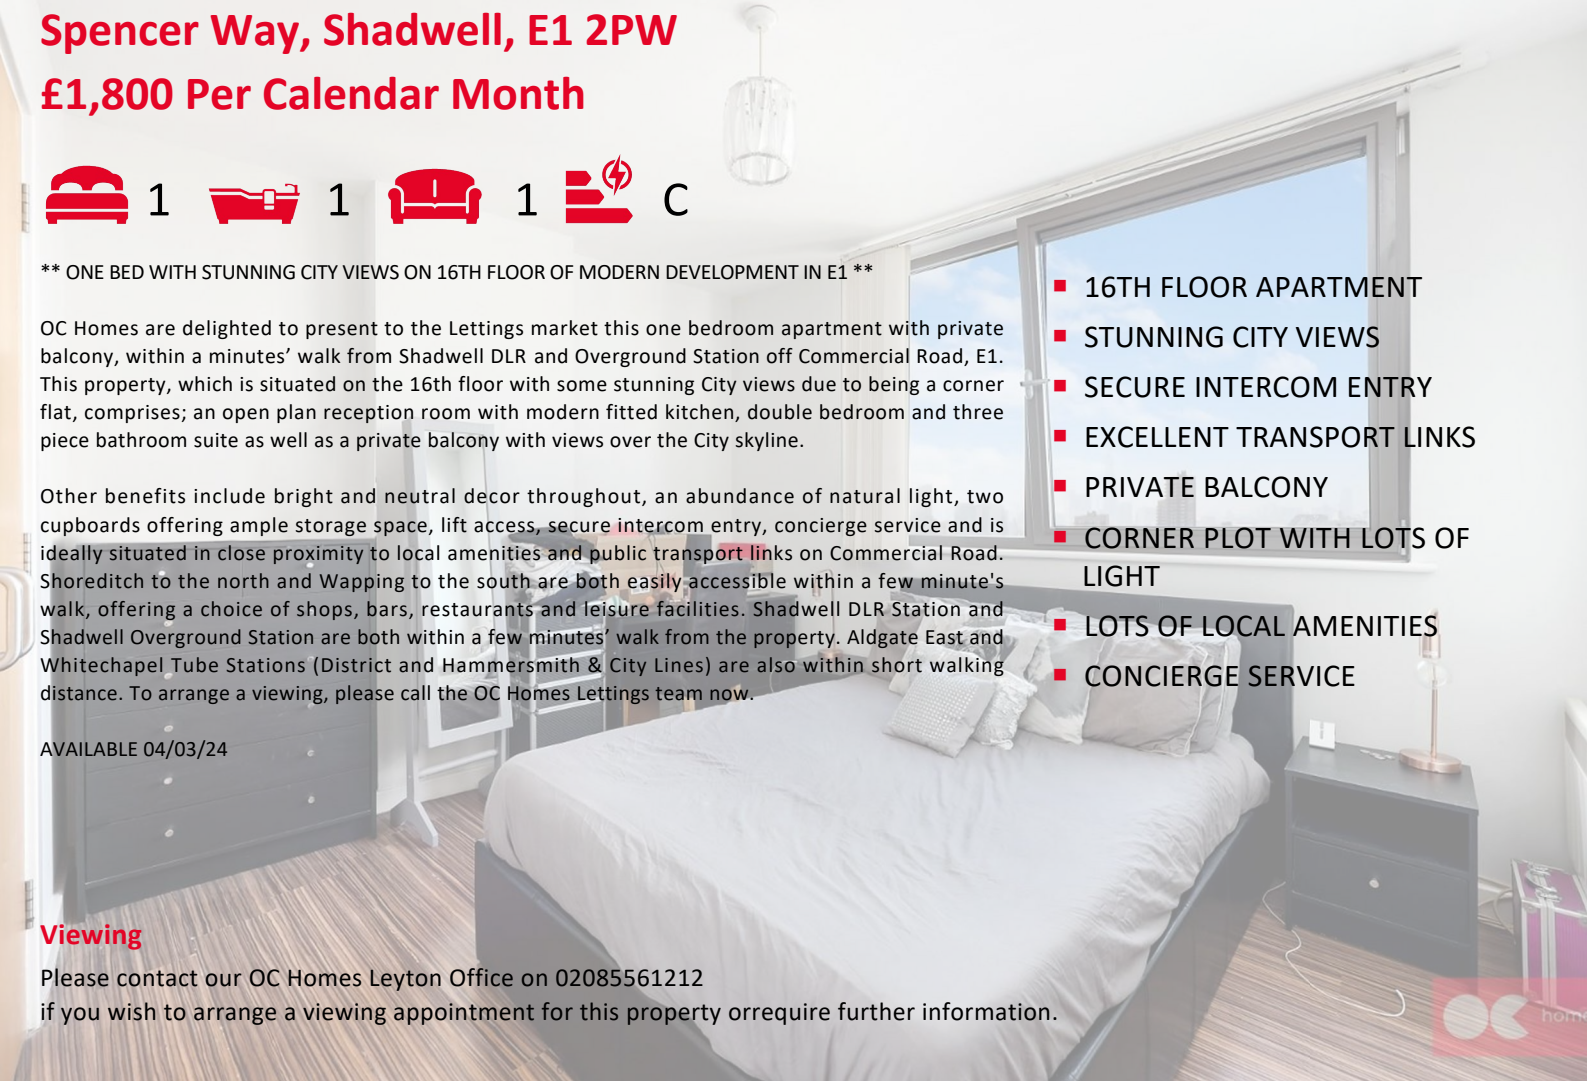 Spencer Way, Shadwell, E1 2PW
£1,800 Per Calendar Month
1 1 1 C
** ONE BED WITH STUNNING CITY VIEWS ON 16TH FLOOR OF MODERN DEVELOPMENT IN E1 **
OC Homes are delighted to present to the Lettings market this one bedroom apartment with private
balcony, within a minutes’ walk from Shadwell DLR and Overground Station off Commercial Road, E1.
This property, which is situated on the 16th floor with some stunning City views due to being a corner
flat, comprises; an open plan reception room with modern fitted kitchen, double bedroom and three
piece bathroom suite as well as a private balcony with views over the City skyline.
Other benefits include bright and neutral decor throughout, an abundance of natural light, two
cupboards offering ample storage space, lift access, secure intercom entry, concierge service and is
ideally situated in close proximity to local amenities and public transport links on Commercial Road.
Shoreditch to the north and Wapping to the south are both easily accessible within a few minute's
walk, offering a choice of shops, bars, restaurants and leisure facilities. Shadwell DLR Station and
Shadwell Overground Station are both within a few minutes’ walk from the property. Aldgate East and
Whitechapel Tube Stations (District and Hammersmith & City Lines) are also within short walking
distance. To arrange a viewing, please call the OC Homes Lettings team now.
AVAILABLE 04/03/24
▪ 16TH FLOOR APARTMENT
▪ STUNNING CITY VIEWS
▪ SECURE INTERCOM ENTRY
▪ EXCELLENT TRANSPORT LINKS
▪ PRIVATE BALCONY
▪ CORNER PLOT WITH LOTS OF
LIGHT
▪ LOTS OF LOCAL AMENITIES
▪ CONCIERGE SERVICE
Viewing
Please contact our OC Homes Leyton Office on 02085561212
if you wish to arrange a viewing appointment for this property orrequire further information.
OC